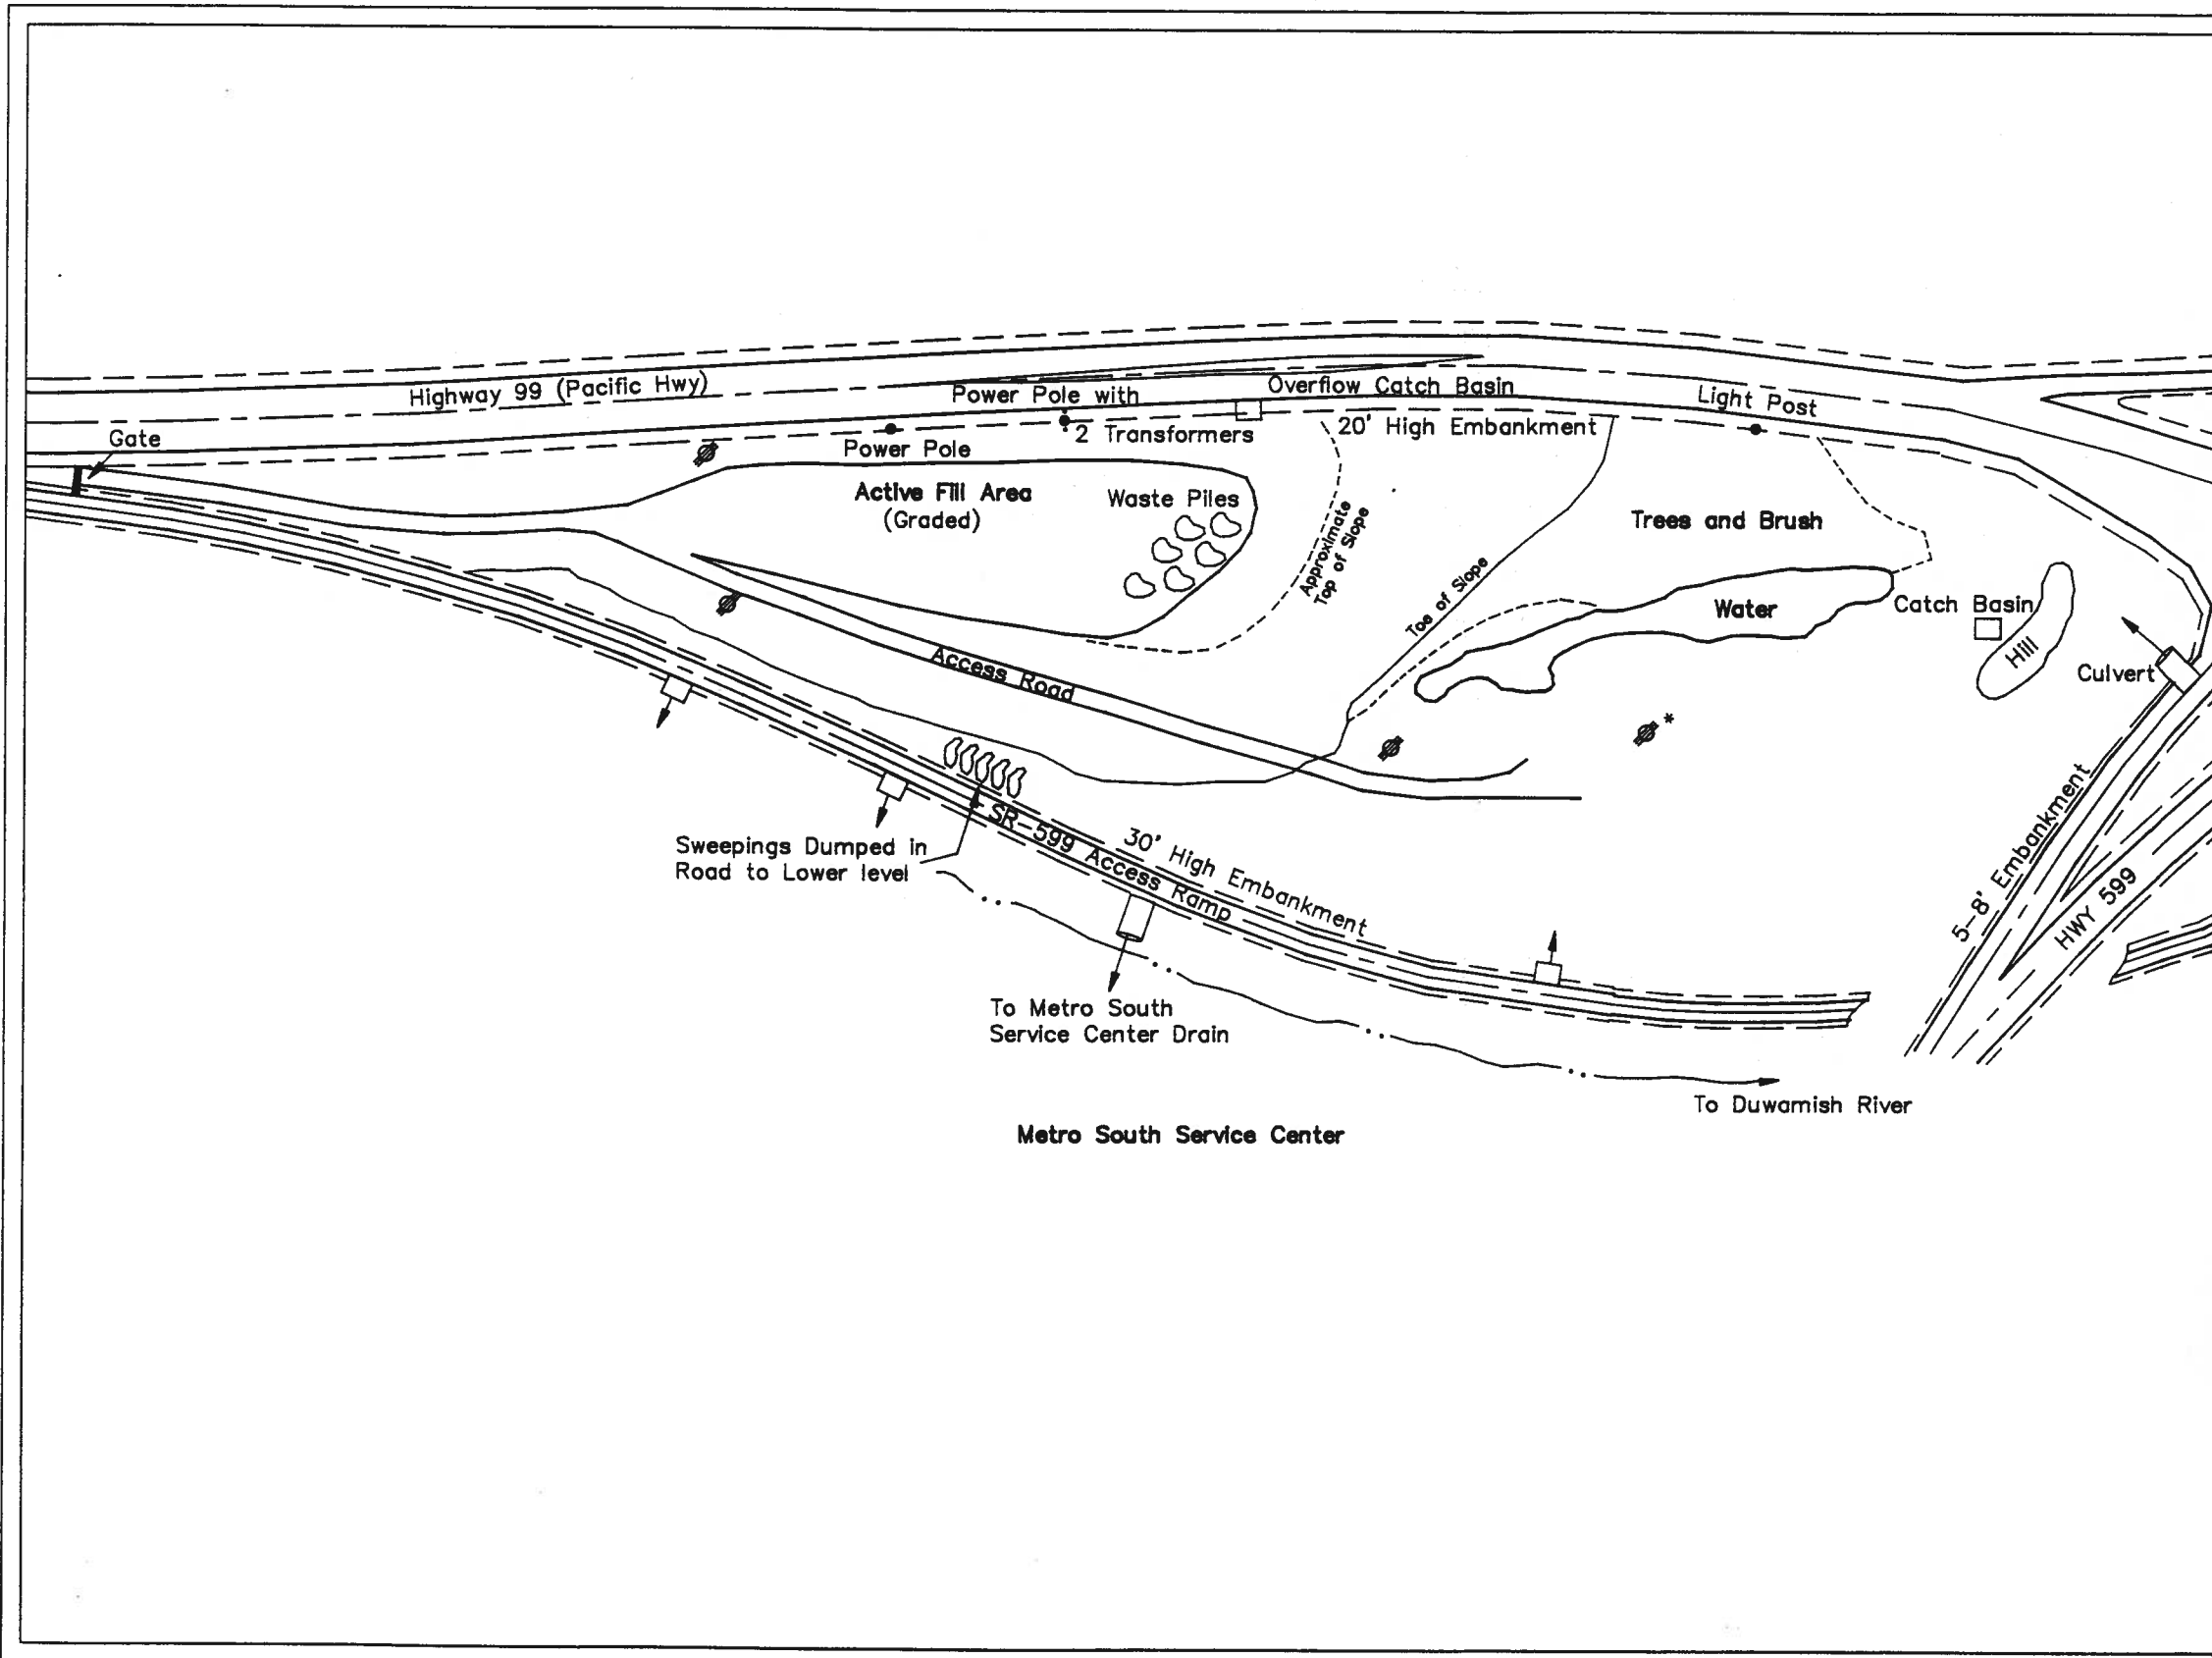 Highway 99 (Pacific Hwy)
Power Pole with
2 Transformers
Overflow Catch Basin
Light Post
Gate
Power Pole
20' High Embankment
Active Fill Area
(Graded)
Waste Piles
Approximate
Top of Slope
Toe of Slope
Trees and Brush
Water
Catch Basin
Hill
Culvert
Access Road
Sweepings Dumped in
Road to Lower level
SR-599 Access Ramp
30' High Embankment
5-8' Embankment
HWY 599
*
To Metro South
Service Center Drain
To Duwamish River
Metro South Service Center